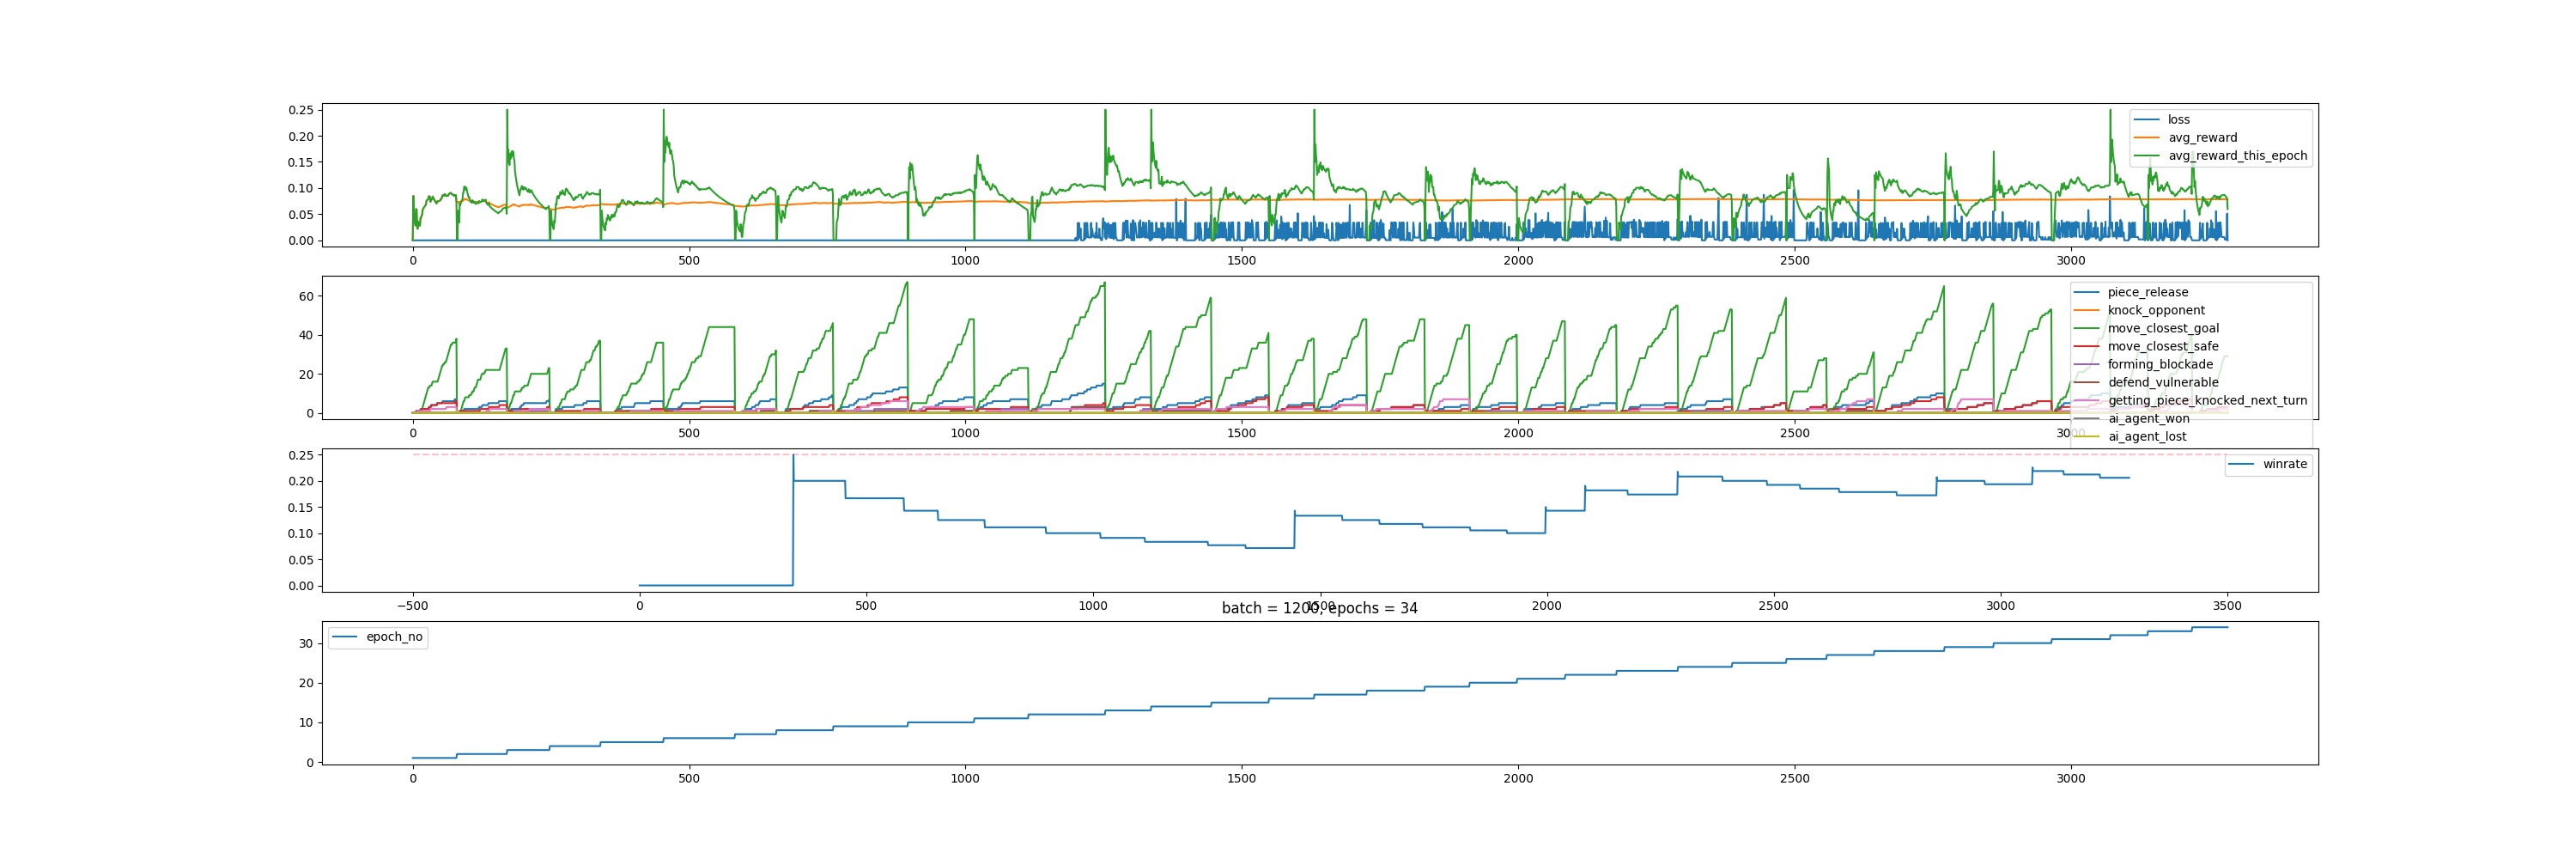 0.25
0.20
0.15
0.10
0.05
0.00
loss
avg_reward
avg_reward_this_epoch
0 500 1000 1500 2000 2500 3000
60
40
20
0
piece_release
knock_opponent
move_closest_goal
move_closest_safe
forming_blockade
defend_vulnerable
getting_piece_knocked_next_turn
ai_agent_won
ai_agent_lost
0 500 1000 1500 2000 2500 3000
0.25
0.20
0.15
0.10
0.05
0.00
winrate
−500 0 500 1000 1500 2000 2500 3000 3500
batch = 1200, epochs = 34
30
20
10
0
epoch_no
0 500 1000 1500 2000 2500 3000